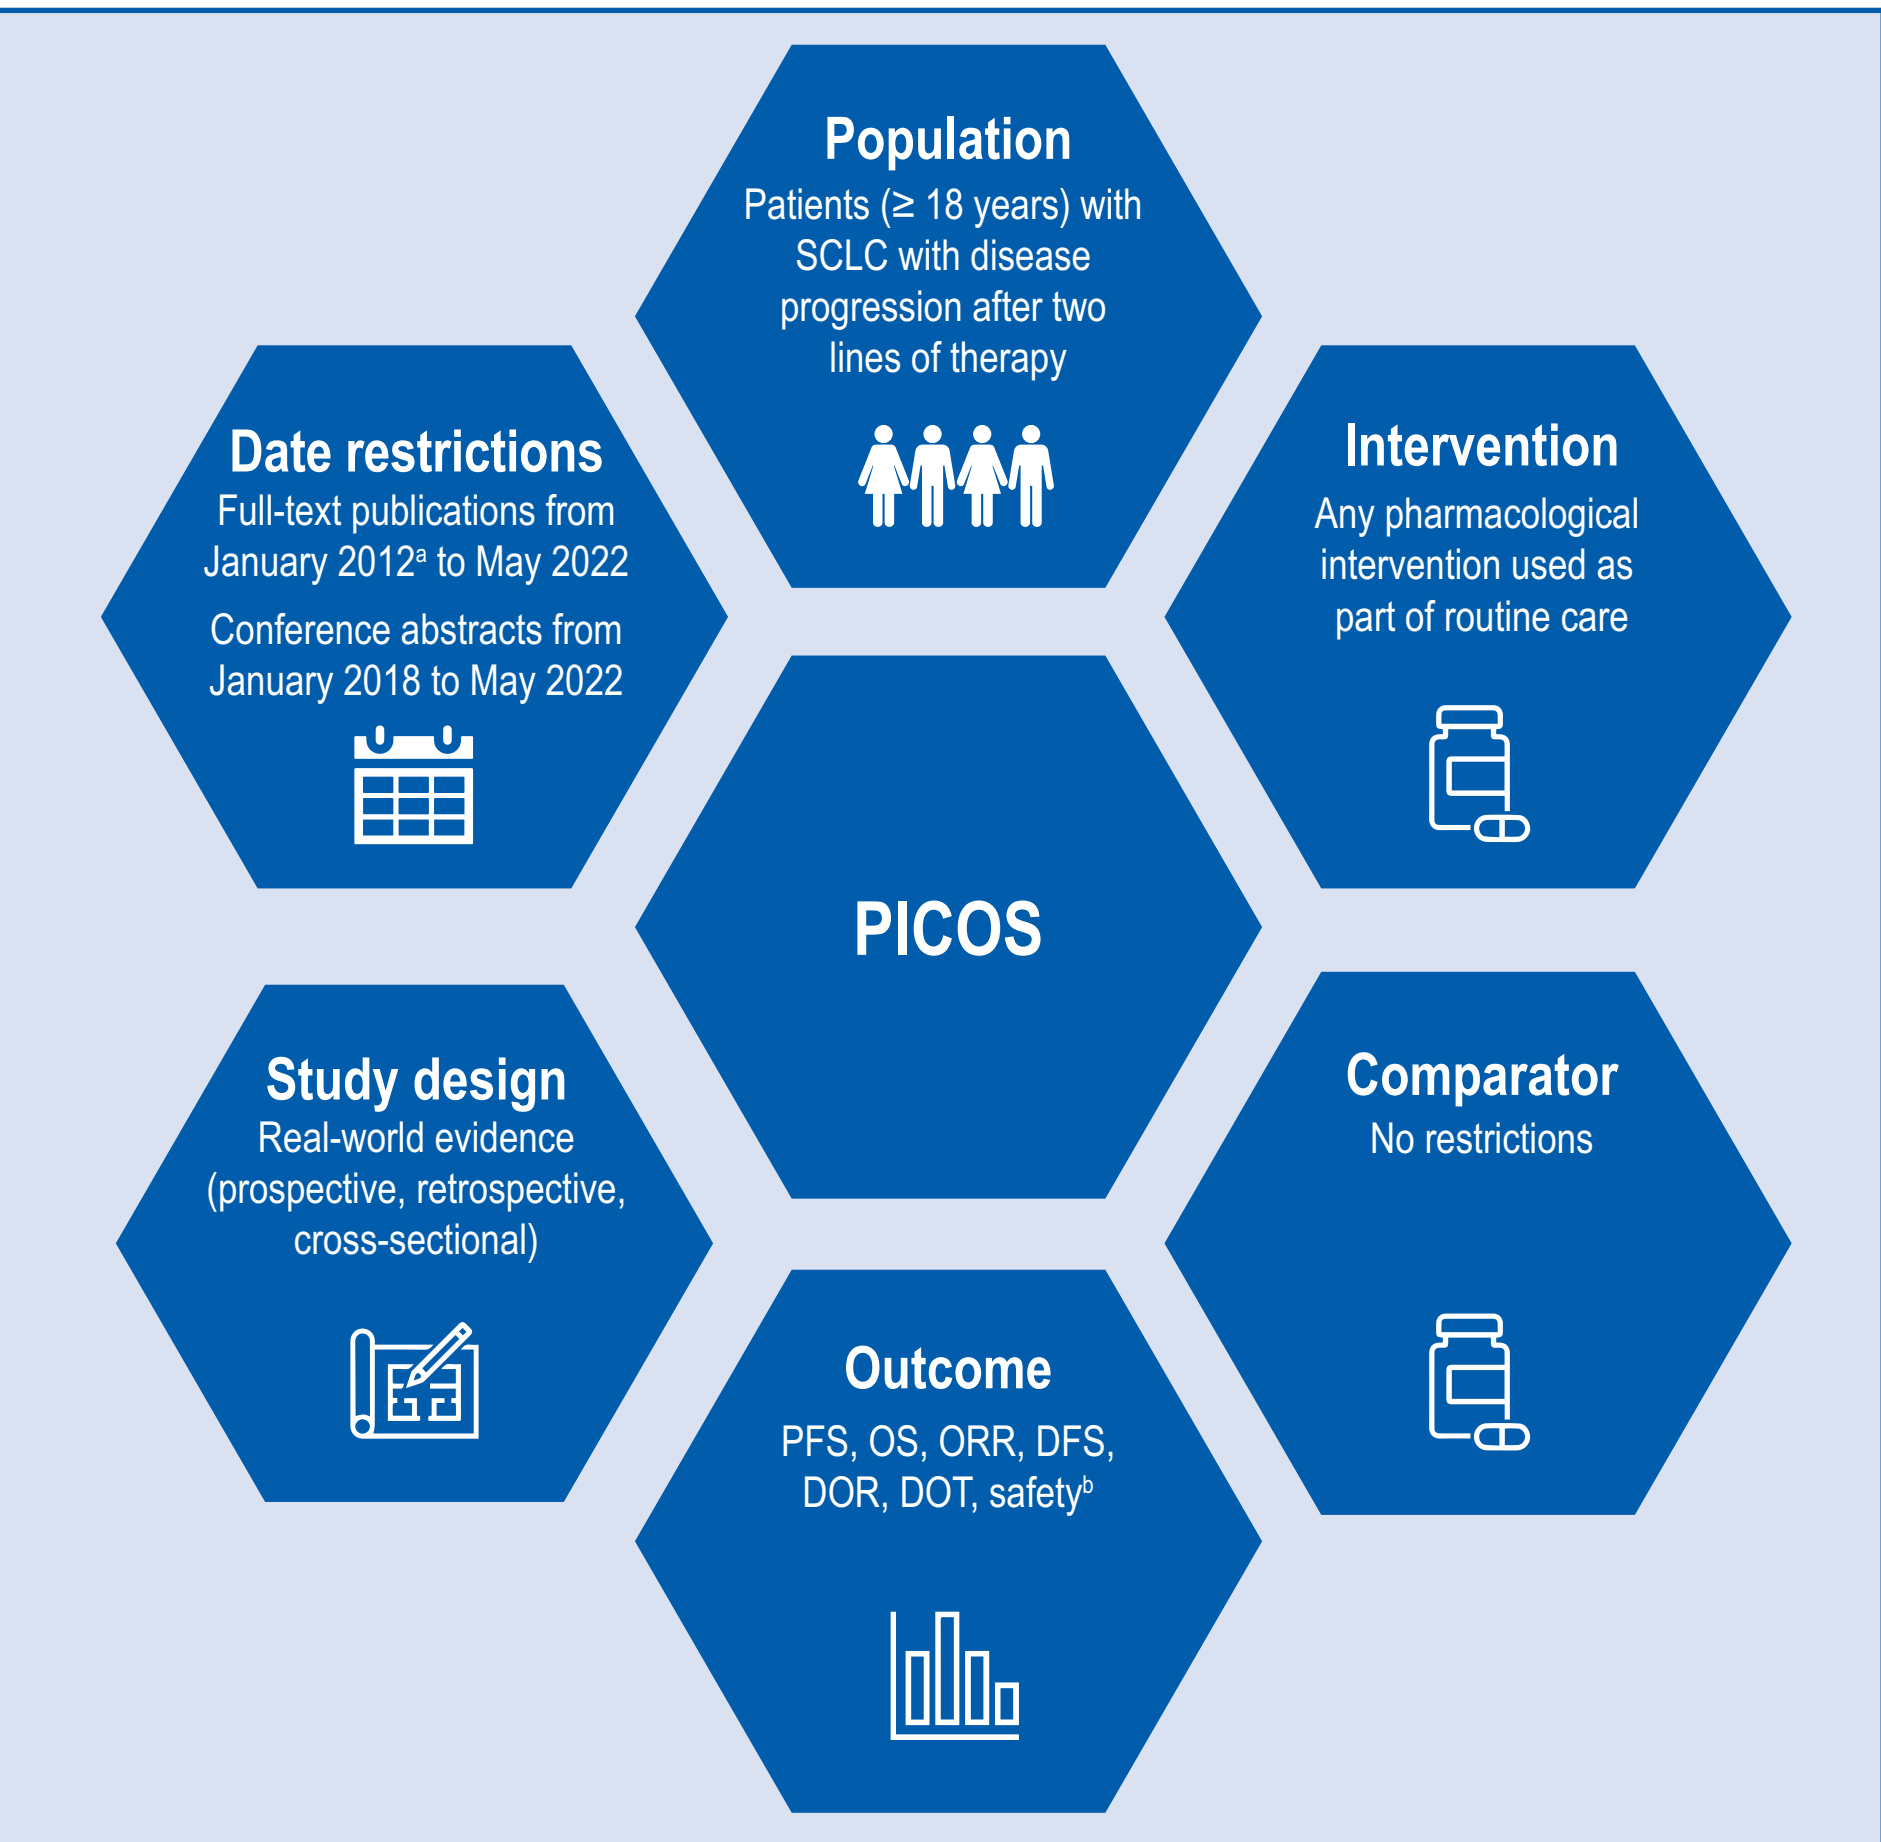 Population
Patients (≥ 18 years) with
SCLC with disease
progression after two
lines of therapy
Intervention
Any pharmacological
intervention used as
part of routine care
Comparator
No restrictions
Outcome
PFS, OS, ORR, DFS,
DOR, DOT, safetyᵇ
Study design
Real-world evidence
(prospective, retrospective,
cross-sectional)
Date restrictions
Full-text publications from
January 2012ᵃ to May 2022
Conference abstracts from
January 2018 to May 2022
PICOS